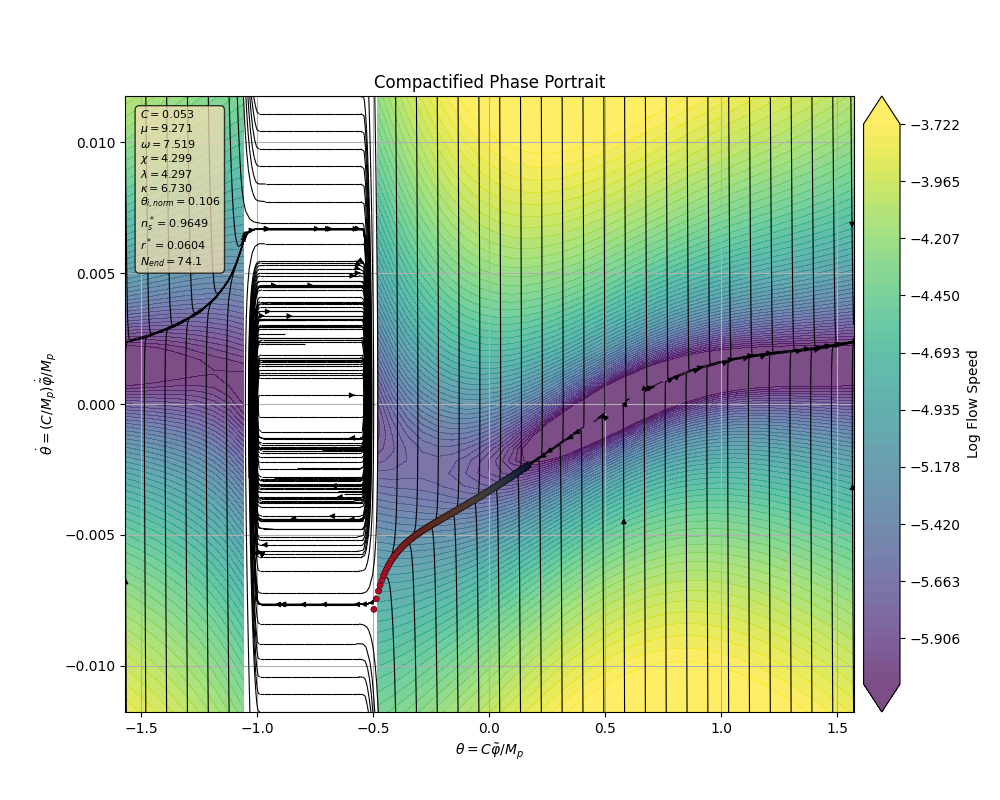 Compactified Phase Portrait
C = 0.053
μ = 9.271
ω = 7.519
χ = 4.299
λ = 4.297
κ = 6.730
θ_{i,norm} = 0.106
n_s^* = 0.9649
r^* = 0.0604
N_{end} = 74.1
0.010
0.005
0.000
−0.005
−0.010
θ̇ = (C/M_p) φ̃̇/M_p
−1.5
−1.0
−0.5
0.0
0.5
1.0
1.5
θ = Cφ̃/M_p
−3.722
−3.965
−4.207
−4.450
−4.693
−4.935
−5.178
−5.420
−5.663
−5.906
Log Flow Speed